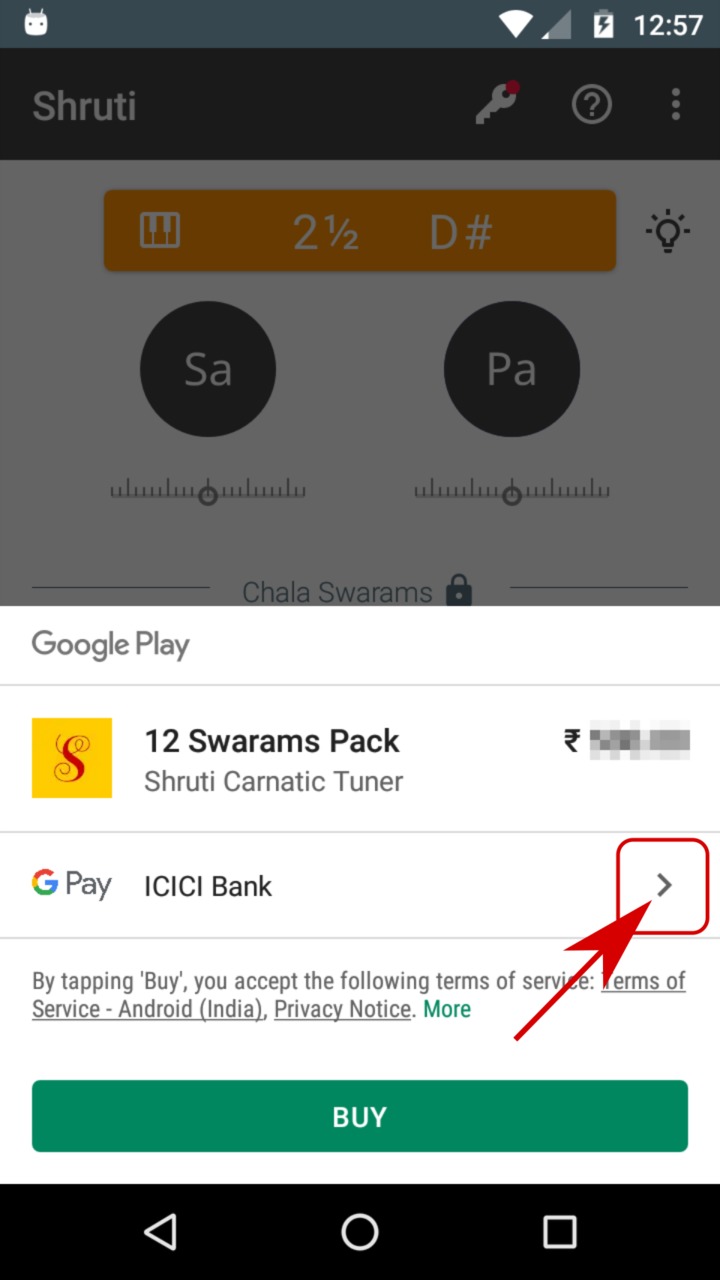 12:57
Shruti
2½ D#
Sa Pa
Chala Swarams
Google Play
12 Swarams Pack ₹
Shruti Carnatic Tuner
G Pay ICICI Bank
By tapping 'Buy', you accept the following terms of service: Terms of
Service - Android (India), Privacy Notice. More
BUY